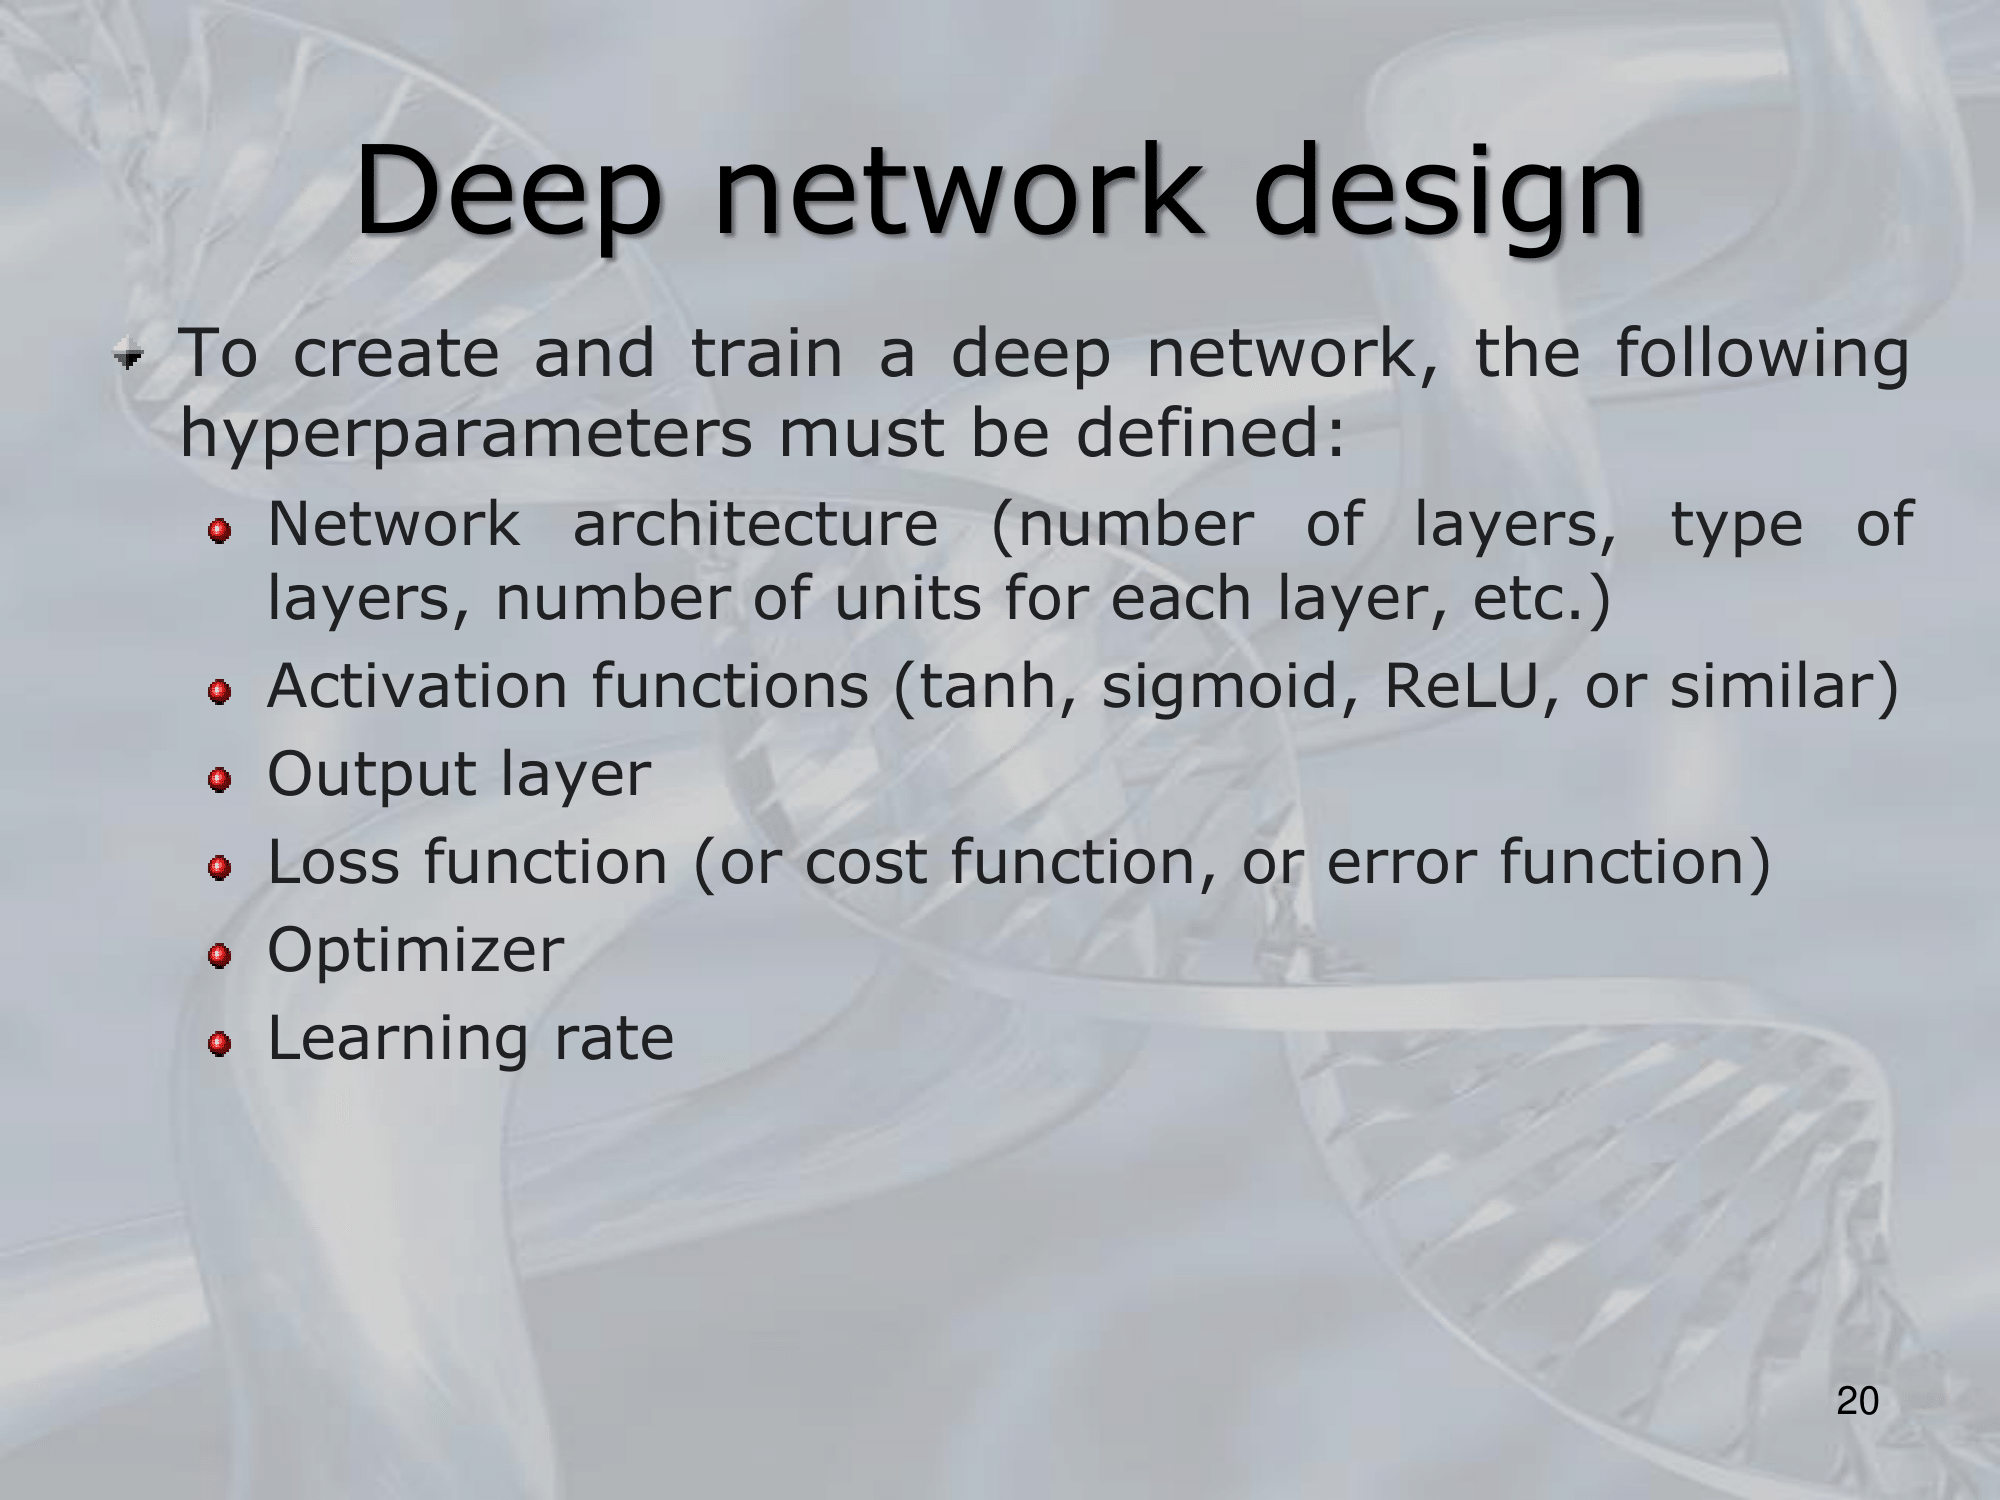 Deep network design
To create and train a deep network, the following
hyperparameters must be defined:
Network architecture (number of layers, type of
layers, number of units for each layer, etc.)
Activation functions (tanh, sigmoid, ReLU, or similar)
Output layer
Loss function (or cost function, or error function)
Optimizer
Learning rate
20